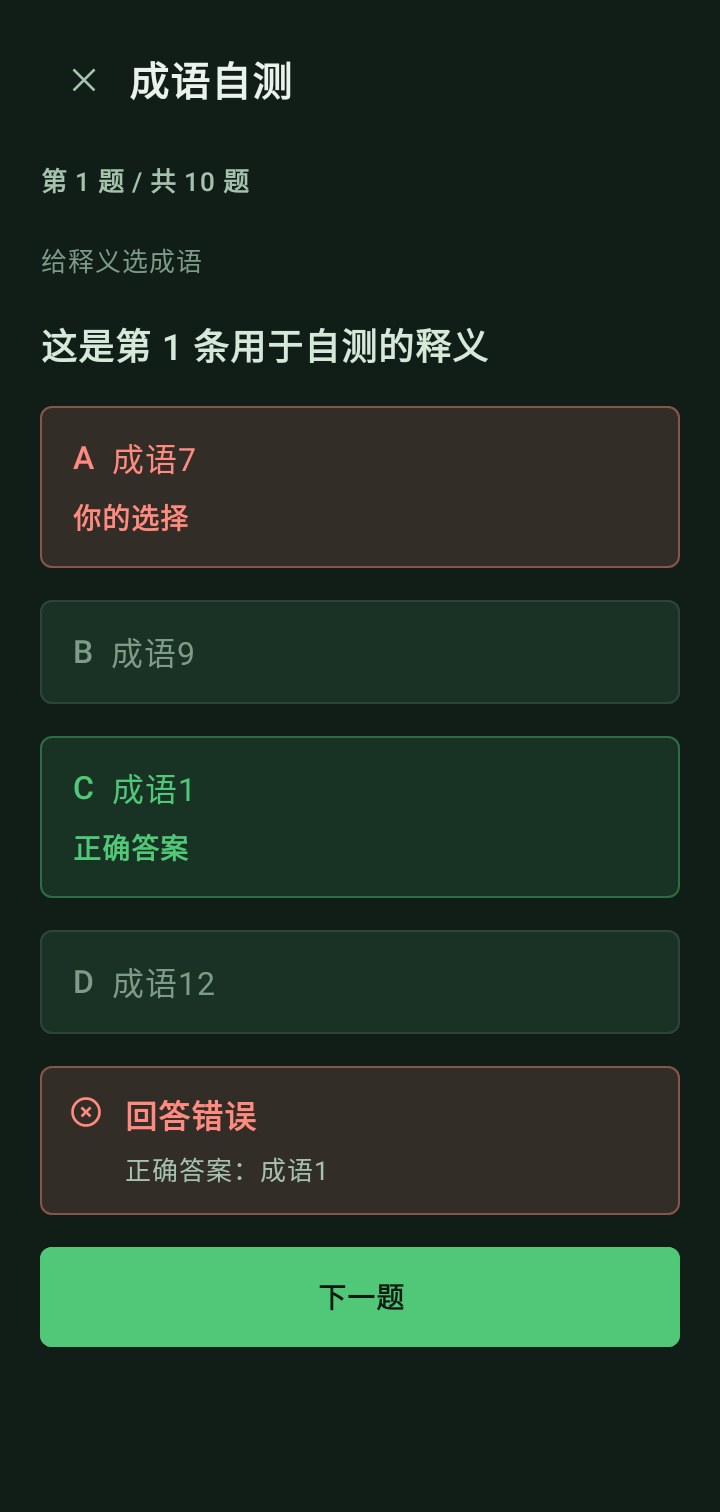 成语自测
第 1 题 / 共 10 题
给释义选成语
这是第 1 条用于自测的释义
A 成语7
你的选择
B 成语9
C 成语1
正确答案
D 成语12
回答错误
正确答案：成语1
下一题